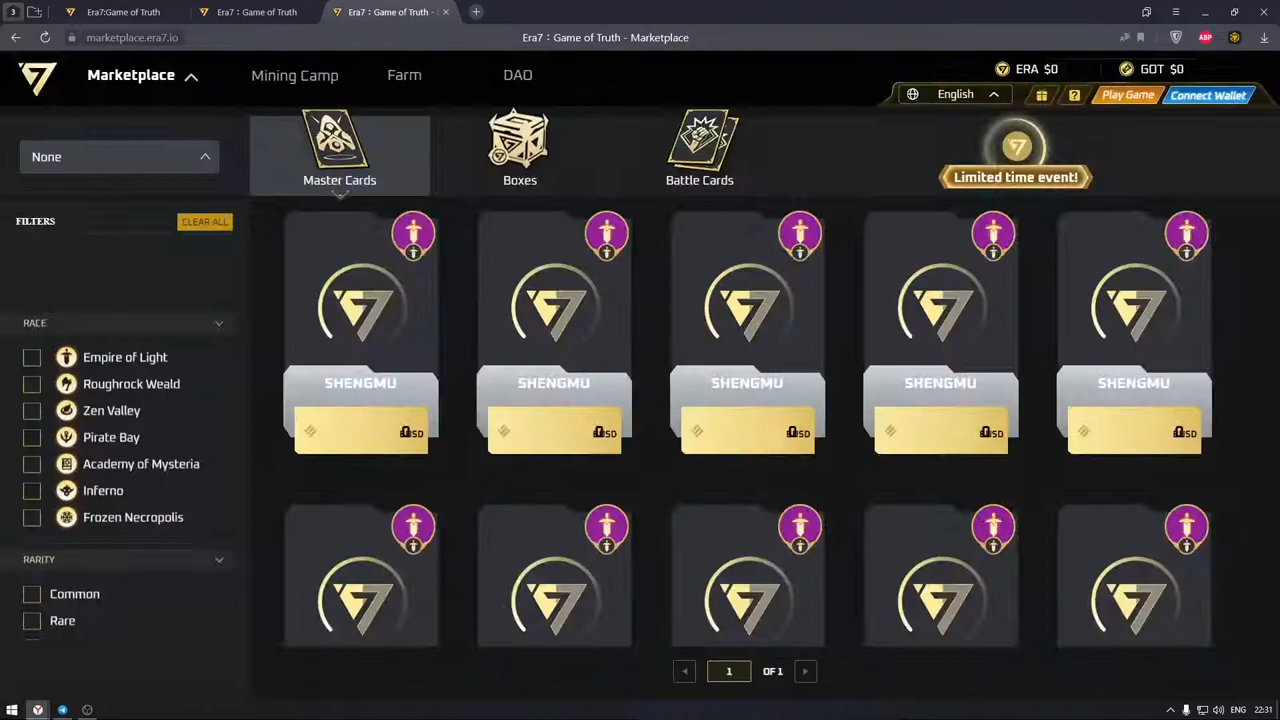 3
Era7:Game of Truth
Era7：Game of Truth
Era7：Game of Truth -
marketplace.era7.io
Era7：Game of Truth - Marketplace
ABP
Marketplace
Mining Camp
Farm
DAO
ERA $0
GOT $0
English
?
Play Game
Connect Wallet
None
Master Cards
Boxes
Battle Cards
Limited time event!
FILTERS
CLEAR ALL
RACE
Empire of Light
Roughrock Weald
Zen Valley
Pirate Bay
Academy of Mysteria
Inferno
Frozen Necropolis
RARITY
Common
Rare
SHENGMU
SHENGMU
SHENGMU
SHENGMU
SHENGMU
1
OF 1
ENG
22:31